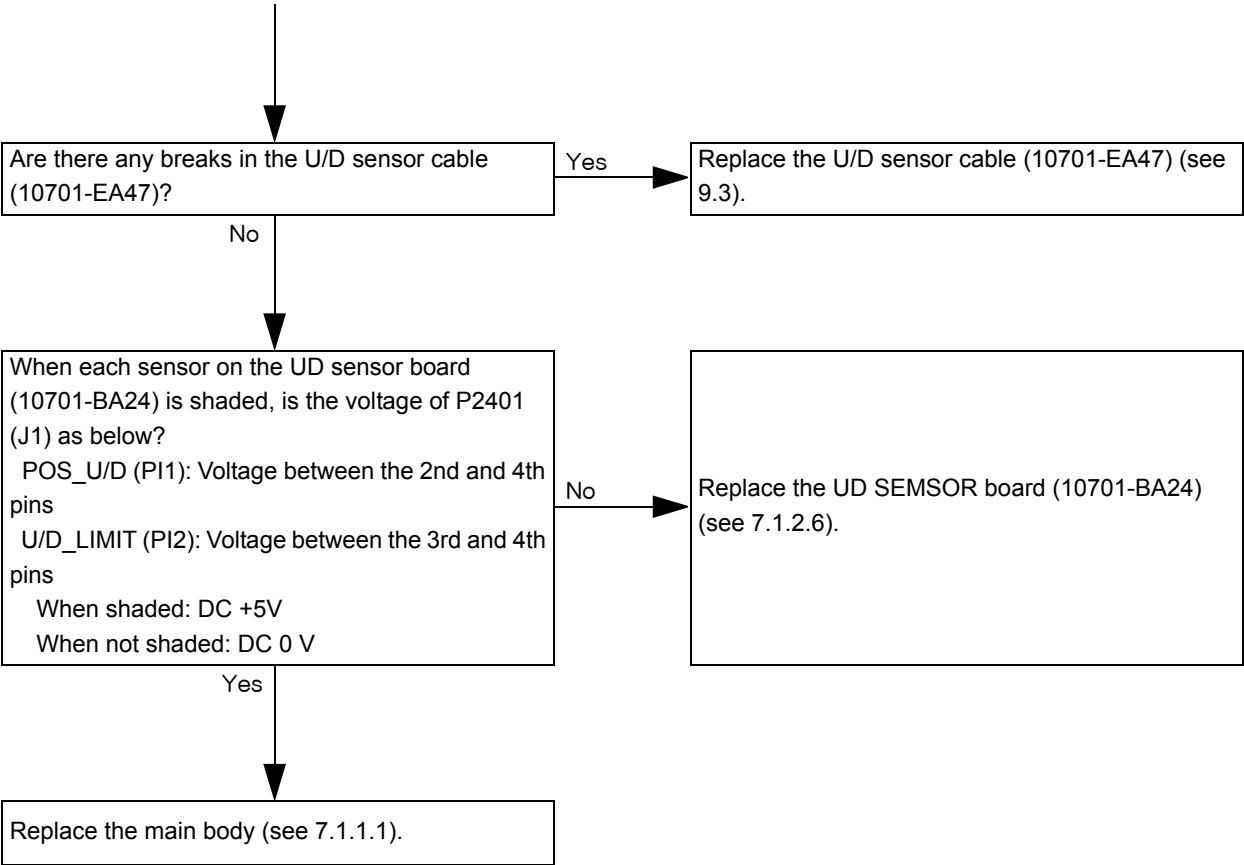 Are there any breaks in the U/D sensor cable
(10701-EA47)?
Yes
Replace the U/D sensor cable (10701-EA47) (see
9.3).
No
When each sensor on the UD sensor board
(10701-BA24) is shaded, is the voltage of P2401
(J1) as below?
POS_U/D (PI1): Voltage between the 2nd and 4th
pins
U/D_LIMIT (PI2): Voltage between the 3rd and 4th
pins
When shaded: DC +5V
When not shaded: DC 0 V
No
Replace the UD SEMSOR board (10701-BA24)
(see 7.1.2.6).
Yes
Replace the main body (see 7.1.1.1).